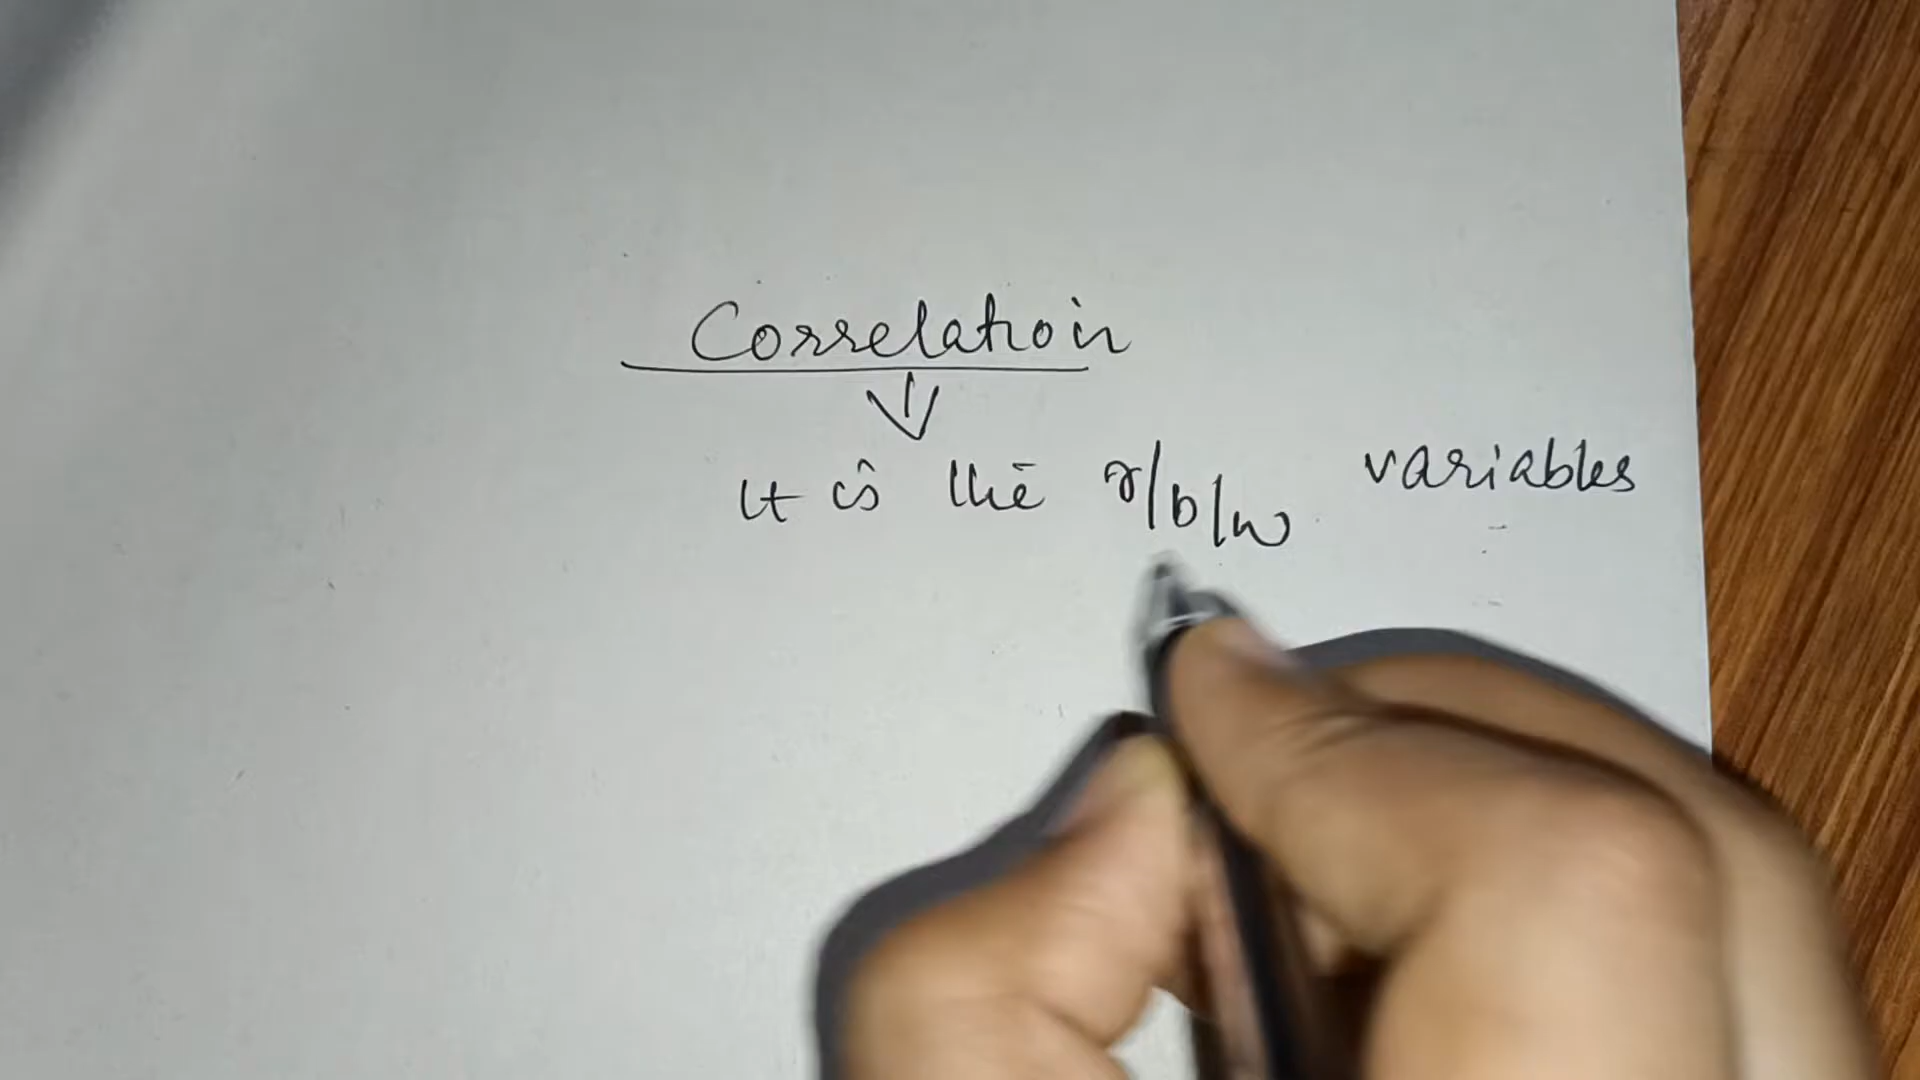 Correlation
It is the r/b/w variables